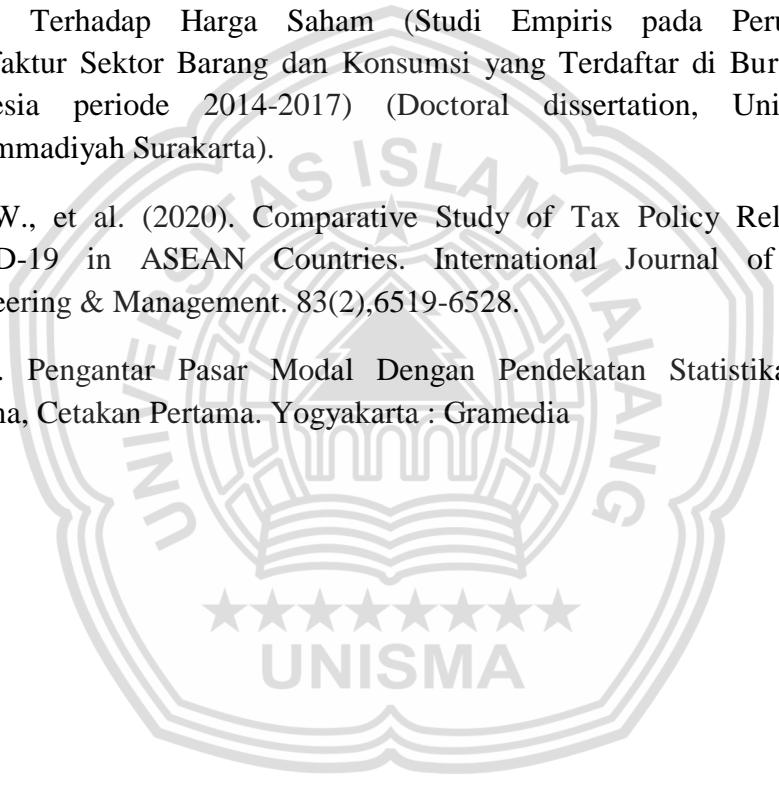 Terhadap Harga Saham (Studi Empiris pada Peru
faktur Sektor Barang dan Konsumsi yang Terdaftar di Bur
esia periode 2014-2017) (Doctoral dissertation, Uni
mmadiyah Surakarta).
W., et al. (2020). Comparative Study of Tax Policy Rel
D-19 in ASEAN Countries. International Journal of
eering & Management. 83(2),6519-6528.
. Pengantar Pasar Modal Dengan Pendekatan Statistika
na, Cetakan Pertama. Yogyakarta : Gramedia
UNIVERSITAS ISLAM MALANG
UNISMA